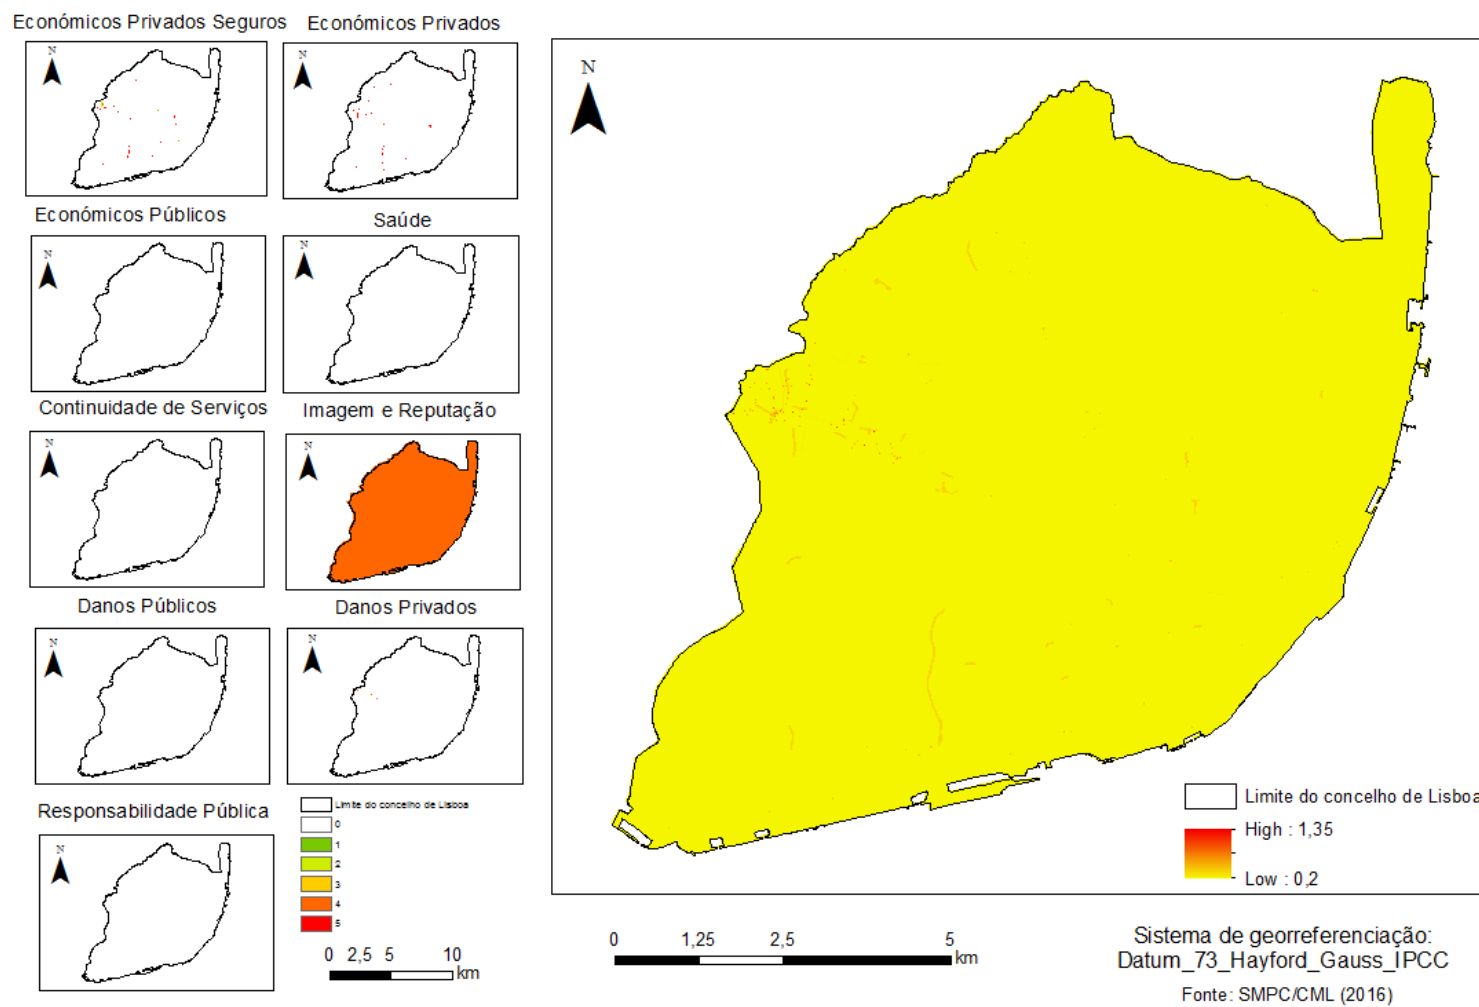 Económicos Privados Seguros
Económicos Privados
N
N
N
Económicos Públicos
Saúde
N
N
Continuidade de Serviços
Imagem e Reputação
N
N
Danos Públicos
Danos Privados
N
N
Responsabilidade Pública
N
Limite do concelho de Lisboa
0
1
2
3
4
5
0 2,5 5 10
km
Limite do concelho de Lisboa
High : 1,35
Low : 0,2
0 1,25 2,5 5
km
Sistema de georreferenciação:
Datum_73_Hayford_Gauss_IPCC
Fonte: SMPC/CML (2016)